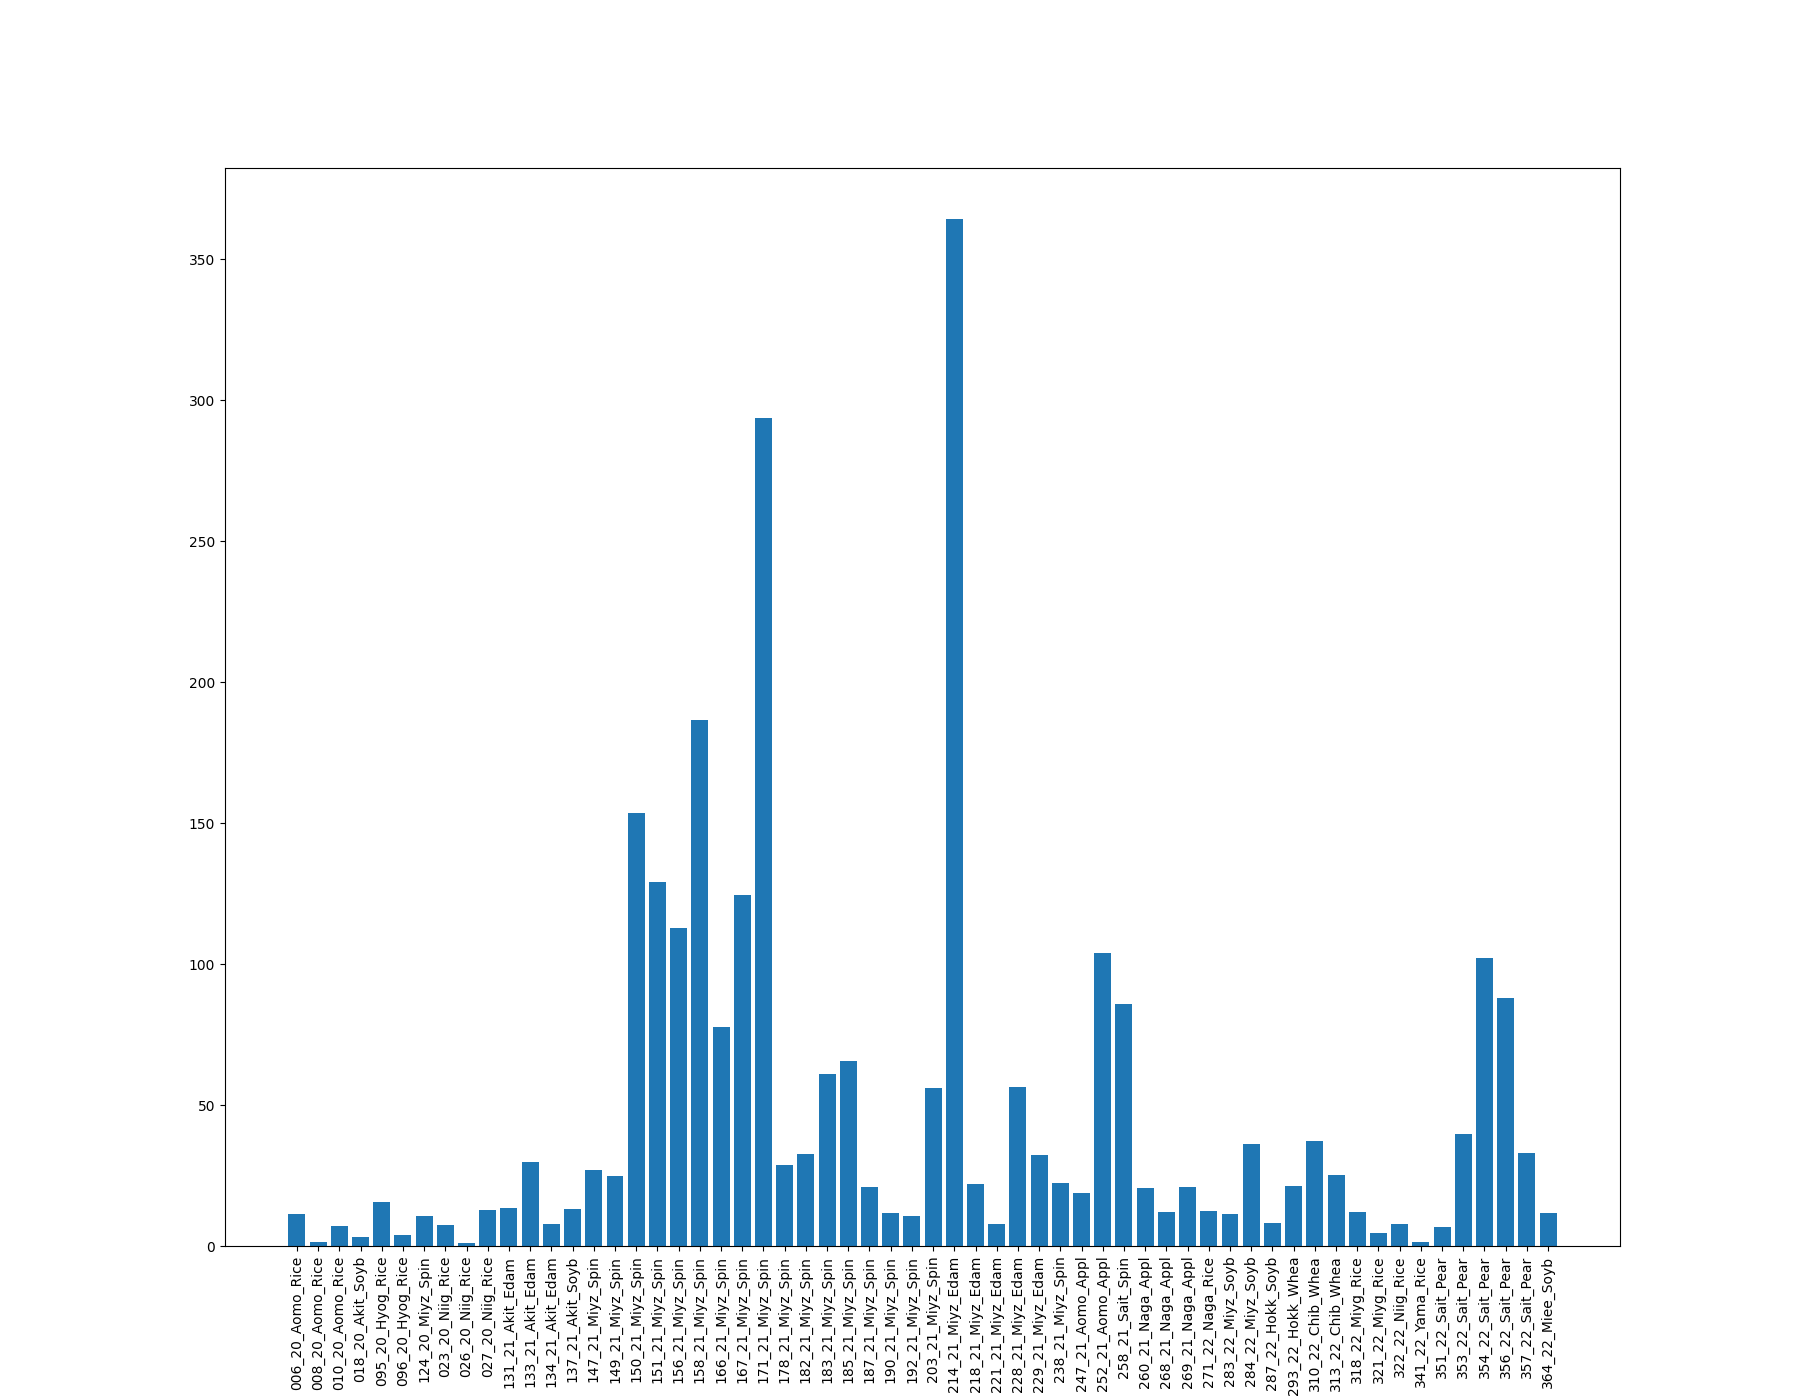 350
300
250
200
150
100
50
0
006_20_Aomo_Rice
008_20_Aomo_Rice
010_20_Aomo_Rice
018_20_Akit_Soyb
095_20_Hyog_Rice
096_20_Hyog_Rice
124_20_Miyz_Spin
023_20_Niig_Rice
026_20_Niig_Rice
027_20_Niig_Rice
131_21_Akit_Edam
133_21_Akit_Edam
134_21_Akit_Edam
137_21_Akit_Soyb
147_21_Miyz_Spin
149_21_Miyz_Spin
150_21_Miyz_Spin
151_21_Miyz_Spin
156_21_Miyz_Spin
158_21_Miyz_Spin
166_21_Miyz_Spin
167_21_Miyz_Spin
171_21_Miyz_Spin
178_21_Miyz_Spin
182_21_Miyz_Spin
183_21_Miyz_Spin
185_21_Miyz_Spin
187_21_Miyz_Spin
190_21_Miyz_Spin
192_21_Miyz_Spin
203_21_Miyz_Spin
214_21_Miyz_Edam
218_21_Miyz_Edam
221_21_Miyz_Edam
228_21_Miyz_Edam
229_21_Miyz_Edam
238_21_Miyz_Spin
247_21_Aomo_Appl
252_21_Aomo_Appl
258_21_Sait_Spin
260_21_Naga_Appl
268_21_Naga_Appl
269_21_Naga_Appl
271_22_Naga_Rice
283_22_Miyz_Soyb
284_22_Miyz_Soyb
287_22_Hokk_Soyb
293_22_Hokk_Whea
310_22_Chib_Whea
313_22_Chib_Whea
318_22_Miyg_Rice
321_22_Miyg_Rice
322_22_Niig_Rice
341_22_Yama_Rice
351_22_Sait_Pear
353_22_Sait_Pear
354_22_Sait_Pear
356_22_Sait_Pear
357_22_Sait_Pear
364_22_Miee_Soyb